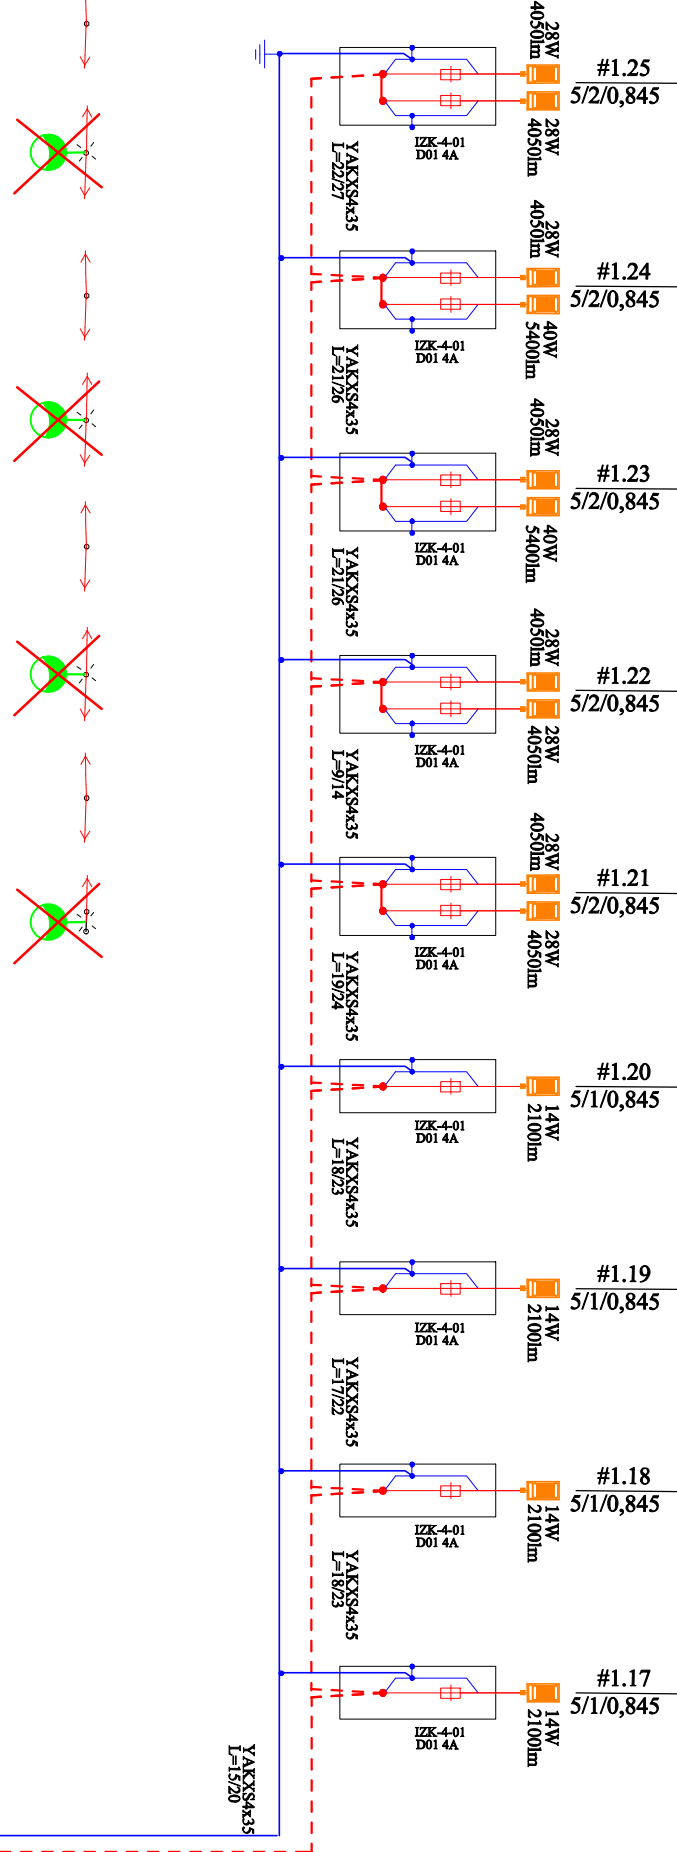 28W
4050lm
#1.25
5/2/0,845
28W
4050lm
IZK-4-01
D01 4A
YAKXS4x35
L=22/27
28W
4050lm
#1.24
5/2/0,845
40W
5400lm
IZK-4-01
D01 4A
YAKXS4x35
L=21/26
28W
4050lm
#1.23
5/2/0,845
40W
5400lm
IZK-4-01
D01 4A
YAKXS4x35
L=21/26
28W
4050lm
#1.22
5/2/0,845
28W
4050lm
IZK-4-01
D01 4A
YAKXS4x35
L=9/14
28W
4050lm
#1.21
5/2/0,845
28W
4050lm
IZK-4-01
D01 4A
YAKXS4x35
L=19/24
#1.20
5/1/0,845
14W
2100lm
IZK-4-01
D01 4A
YAKXS4x35
L=18/23
#1.19
5/1/0,845
14W
2100lm
IZK-4-01
D01 4A
YAKXS4x35
L=17/22
#1.18
5/1/0,845
14W
2100lm
IZK-4-01
D01 4A
YAKXS4x35
L=18/23
#1.17
5/1/0,845
14W
2100lm
IZK-4-01
D01 4A
YAKXS4x35
L=15/20